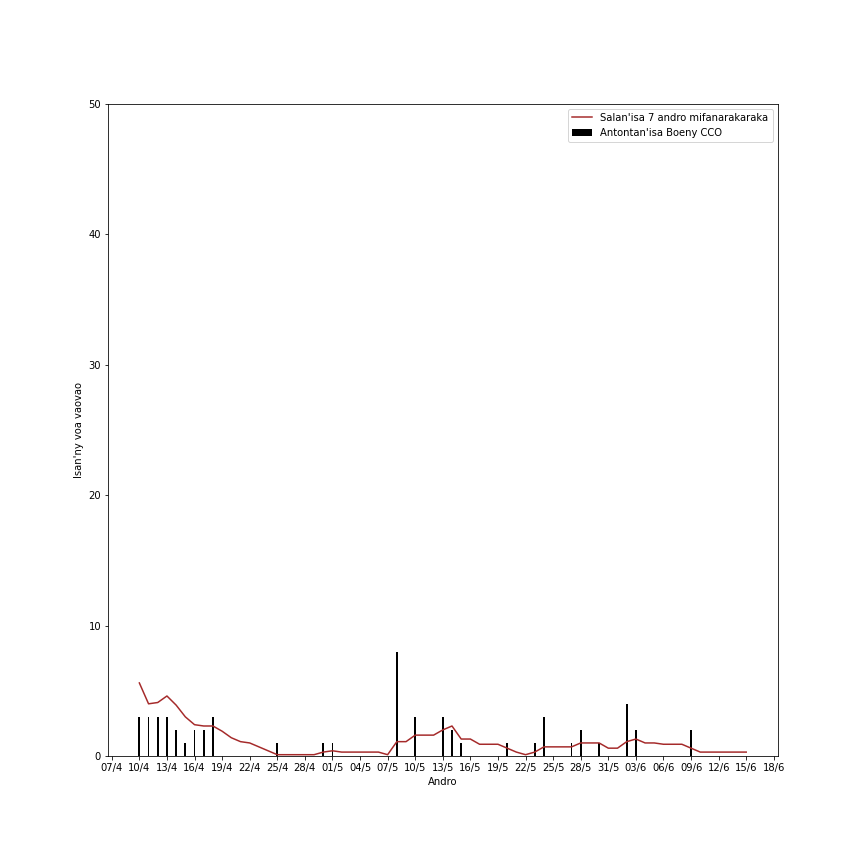 Salan'isa 7 andro mifanarakaraka
Antontan'isa Boeny CCO
50
40
30
20
10
0
Isan'ny voa vaovao
07/4 10/4 13/4 16/4 19/4 22/4 25/4 28/4 01/5 04/5 07/5 10/5 13/5 16/5 19/5 22/5 25/5 28/5 31/5 03/6 06/6 09/6 12/6 15/6 18/6
Andro